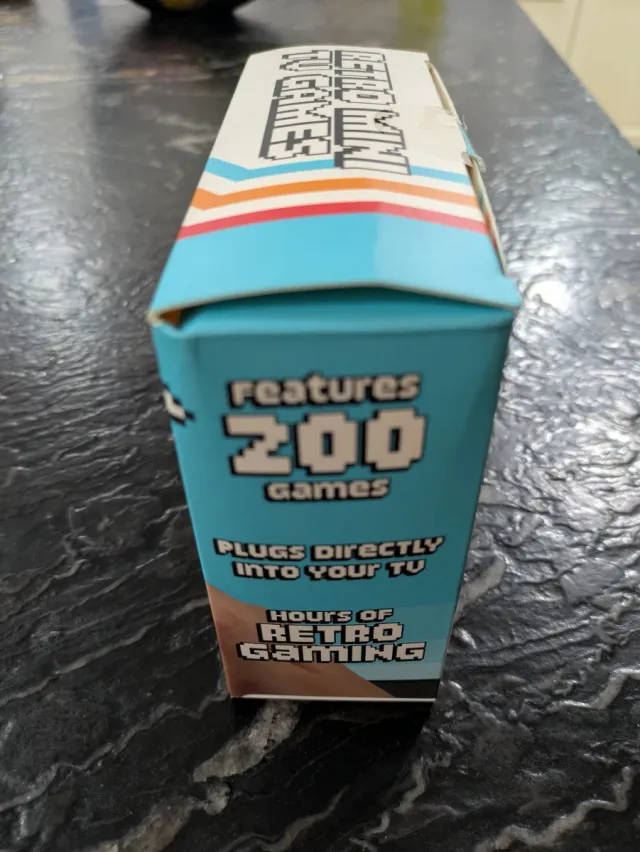 RETRO MINI
TV GAMES
Features
200
Games
PLUGS DIRECTLY
INTO YOUR TV
HOURS OF
RETRO
GAMING